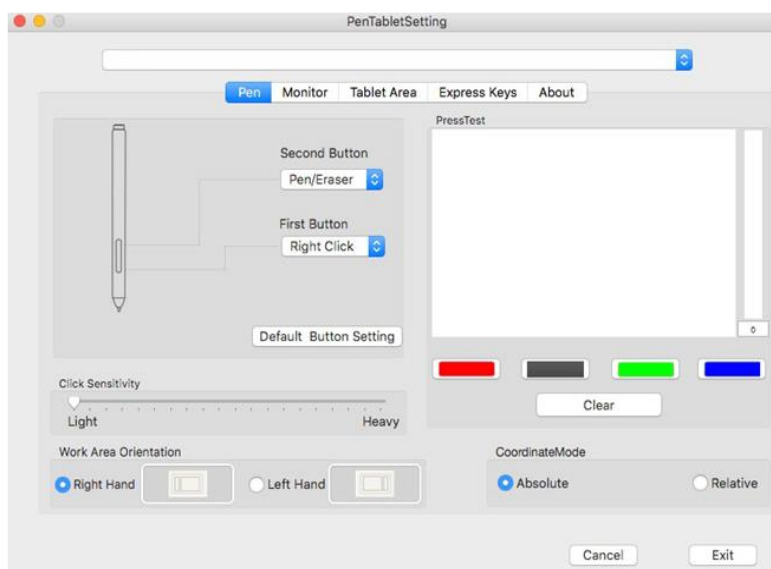 PenTabletSetting
Pen Monitor Tablet Area Express Keys About
Second Button
Pen/Eraser
First Button
Right Click
Default Button Setting
PressTest
0
Clear
Click Sensitivity
Light Heavy
Work Area Orientation
Right Hand Left Hand
CoordinateMode
Absolute Relative
Cancel Exit